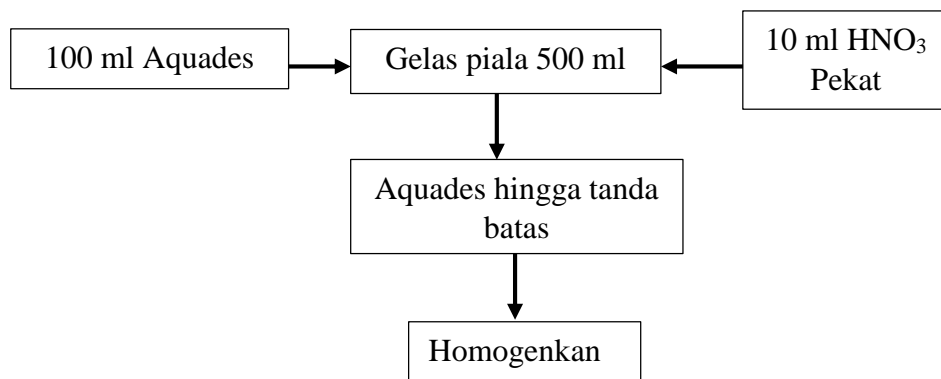 100 ml Aquades
Gelas piala 500 ml
10 ml HNO₃
Pekat
Aquades hingga tanda
batas
Homogenkan